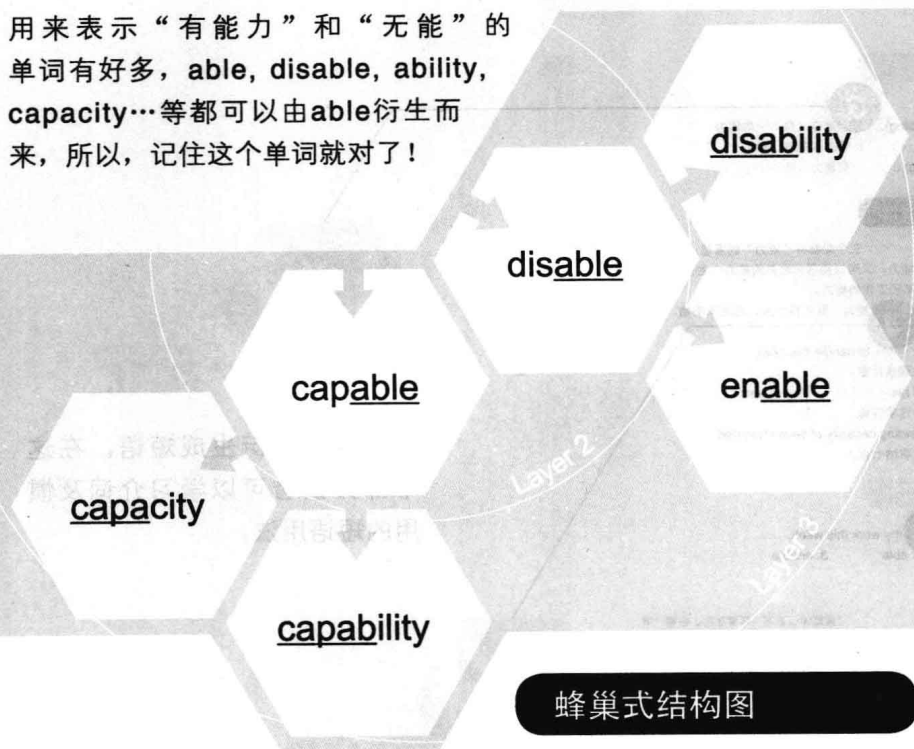 用来表示“有能力”和“无能”的
单词有好多，able, disable, ability,
capacity…等都可以由able衍生而
来，所以，记住这个单词就对了！
disability
disable
capable
enable
Layer 2
capacity
Layer 3
capability
蜂巢式结构图